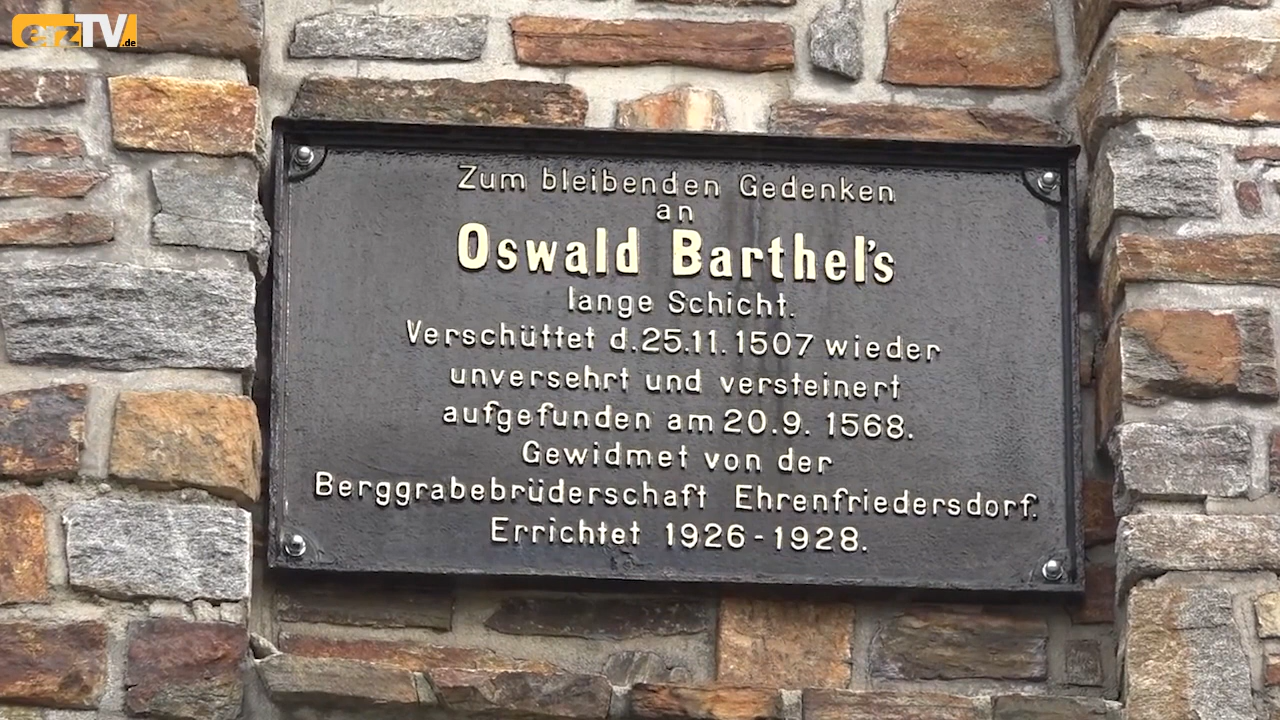 erzTV.de
Zum bleibenden Gedenken
an
Oswald Barthel's
lange Schicht.
Verschüttet d. 25.11.1507 wieder
unversehrt und versteinert
aufgefunden am 20.9. 1568.
Gewidmet von der
Berggrabebrüderschaft Ehrenfriedersdorf.
Errichtet 1926-1928.